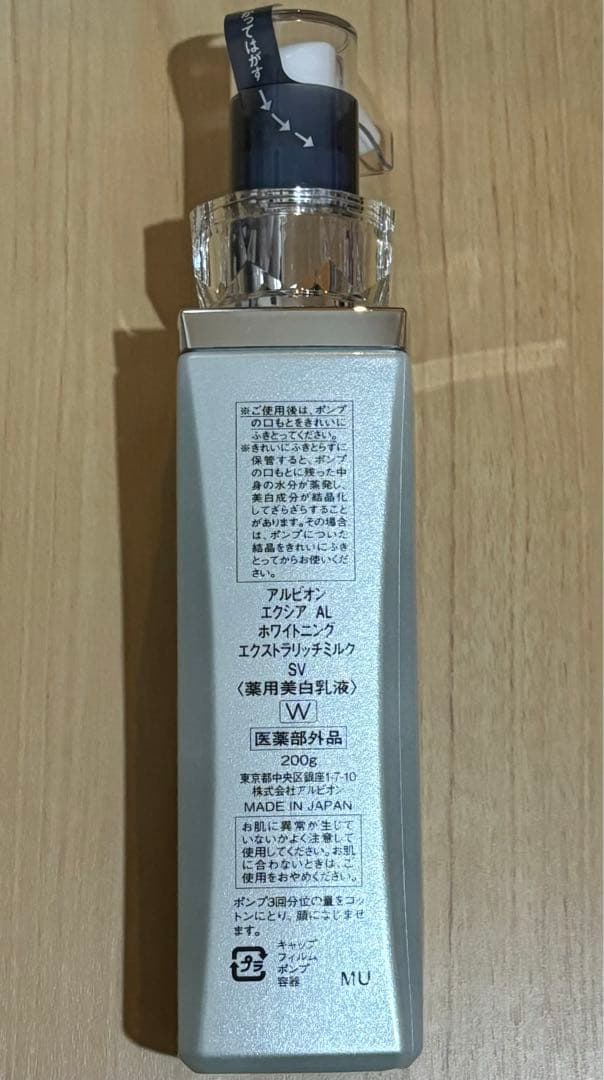 ってはがす
※ご使用後は、ポンプ
の口もとをきれいに
ふきとってください。
※きれいにふきとらずに
保管すると、ポンプ
の口もとに残った中
身の水分が蒸発し、
美白成分が結晶化
してざらざらすること
があります。その場合
は、ポンプについた
結晶をきれいにふき
とってからお使いくださ
い。
アルビオン
エクシア AL
ホワイトニング
エクストラリッチミルク
SV
〈薬用美白乳液〉
W
医薬部外品
200g
東京都中央区銀座1-7-10
株式会社アルビオン
MADE IN JAPAN
お肌に異常が生じて
いないかよく注意して
使用してください。お肌
に合わないときは、ご
使用をおやめください。
ポンプ3回分位の量をコッ
トンにとり、顔になじませ
ます。
プラ
キャップ
フィルム
ポンプ
容器
MU